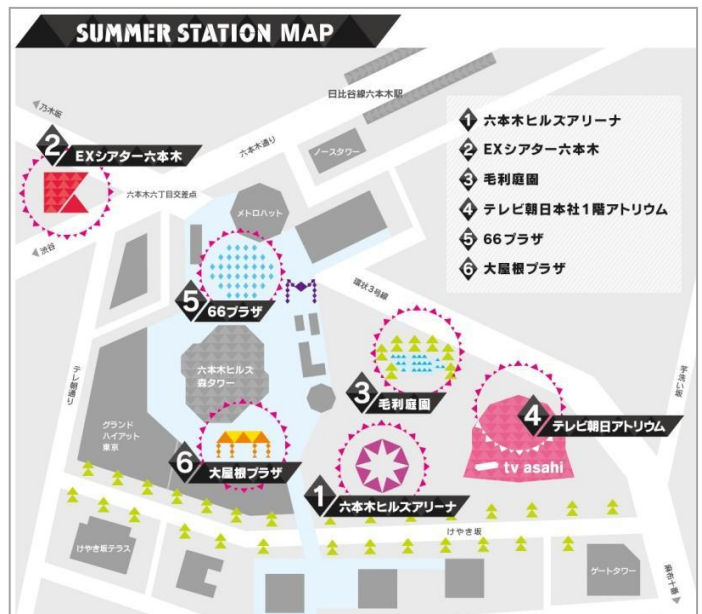 SUMMER STATION MAP
日比谷線六本木駅
乃木坂
2 EXシアター六本木
六本木通り
ノースタワー
六本木六丁目交差点
メトロハット
渋谷
5 66プラザ
環状3号線
テレ朝通り
六本木ヒルズ
森タワー
3 毛利庭園
芋洗い坂
グランド
ハイアット
東京
4 テレビ朝日アトリウム
tv asahi
6 大屋根プラザ
1 六本木ヒルズアリーナ
けやき坂
けやき坂テラス
ゲートタワー
麻布十番
1 六本木ヒルズアリーナ
2 EXシアター六本木
3 毛利庭園
4 テレビ朝日本社1階アトリウム
5 66プラザ
6 大屋根プラザ